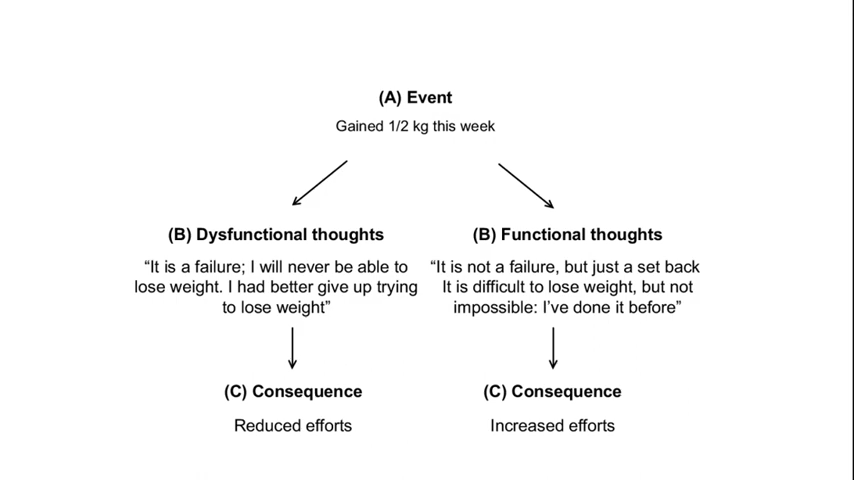 (A) Event
Gained 1/2 kg this week
(B) Dysfunctional thoughts
“It is a failure; I will never be able to
lose weight. I had better give up trying
to lose weight”
(B) Functional thoughts
“It is not a failure, but just a set back
It is difficult to lose weight, but not
impossible: I’ve done it before”
(C) Consequence
Reduced efforts
(C) Consequence
Increased efforts